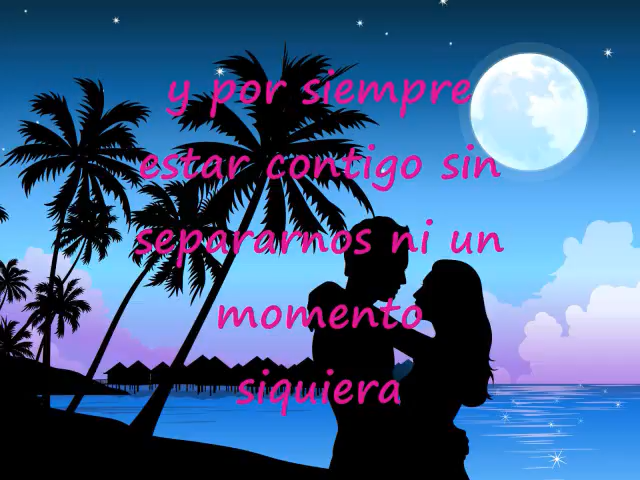 y por siempre
estar contigo sin
separarnos ni un
momento
siquiera